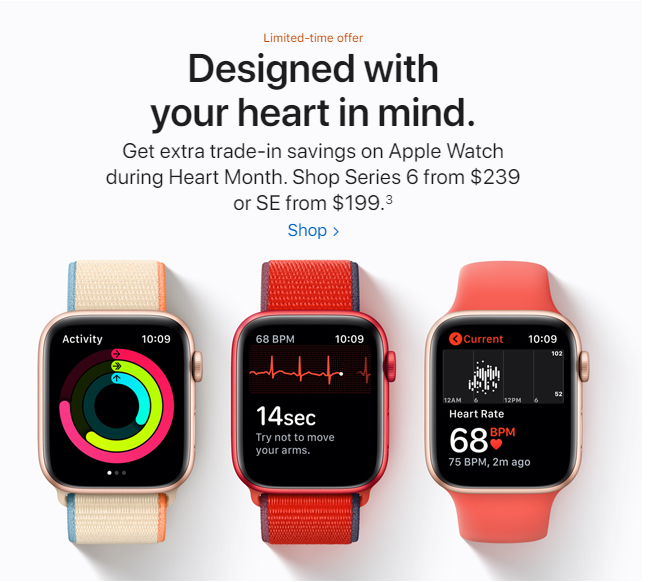 Limited-time offer
Designed with
your heart in mind.
Get extra trade-in savings on Apple Watch
during Heart Month. Shop Series 6 from $239
or SE from $199.3
Shop >
Activity 10:09
68 BPM 10:09
14sec
Try not to move
your arms.
Current 10:09
102
52
12AM 6 12PM 6
Heart Rate
68 BPM
75 BPM, 2m ago